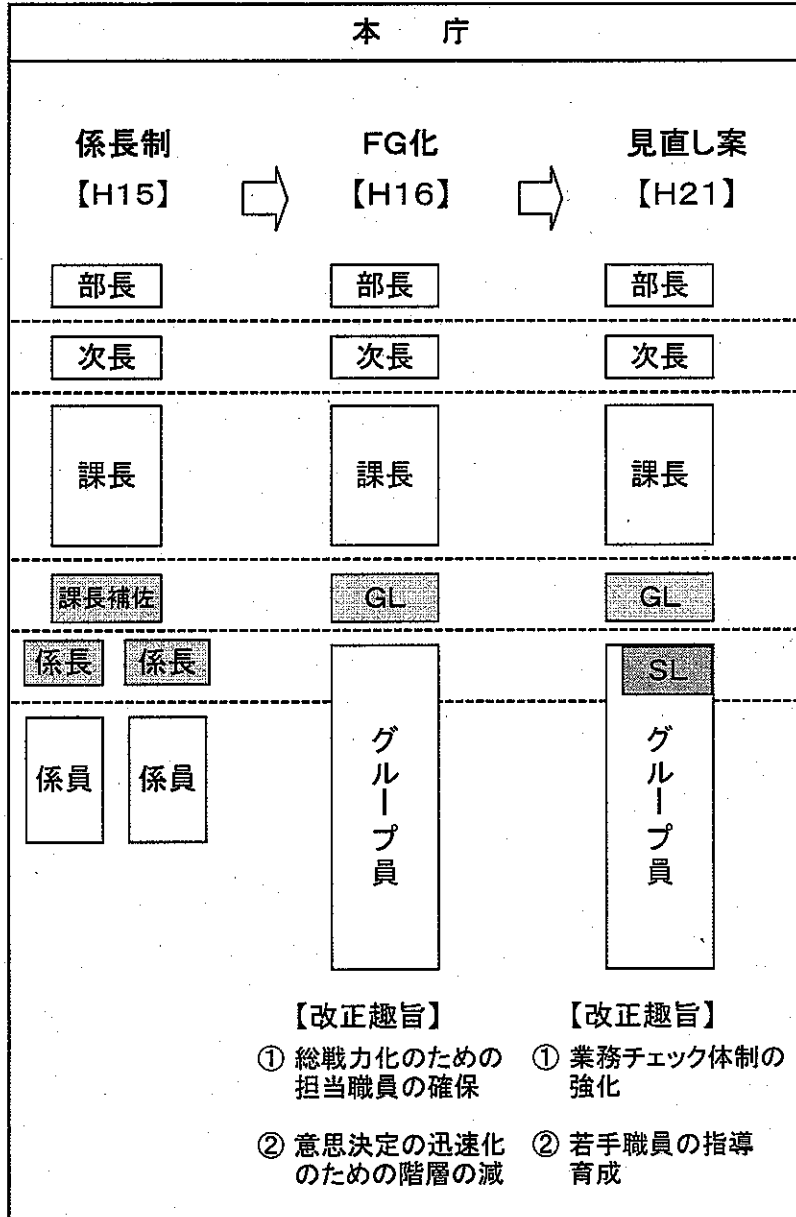 本 庁
係長制 FG化 見直し案
【H15】 【H16】 【H21】
部長 部長 部長
次長 次長 次長
課長 課長 課長
課長補佐 GL GL
係長 係長 SL
係員 係員 グループ員 グループ員
【改正趣旨】 【改正趣旨】
① 総戦力化のための ① 業務チェック体制の
担当職員の確保 強化
② 意思決定の迅速化 ② 若手職員の指導
のための階層の減 育成